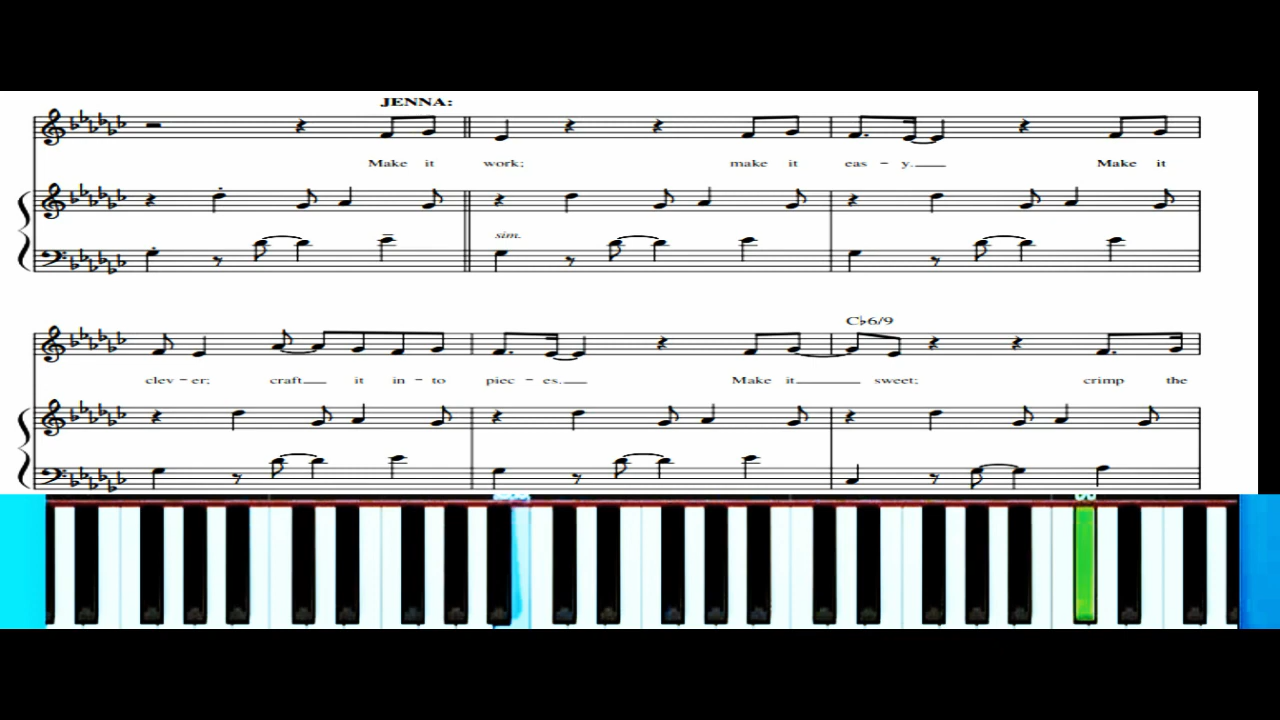 JENNA:
Make it work; make it eas - y. Make it
sim.
C♭6/9
clev - er; craft it in - to piec - es. Make it sweet; crimp the